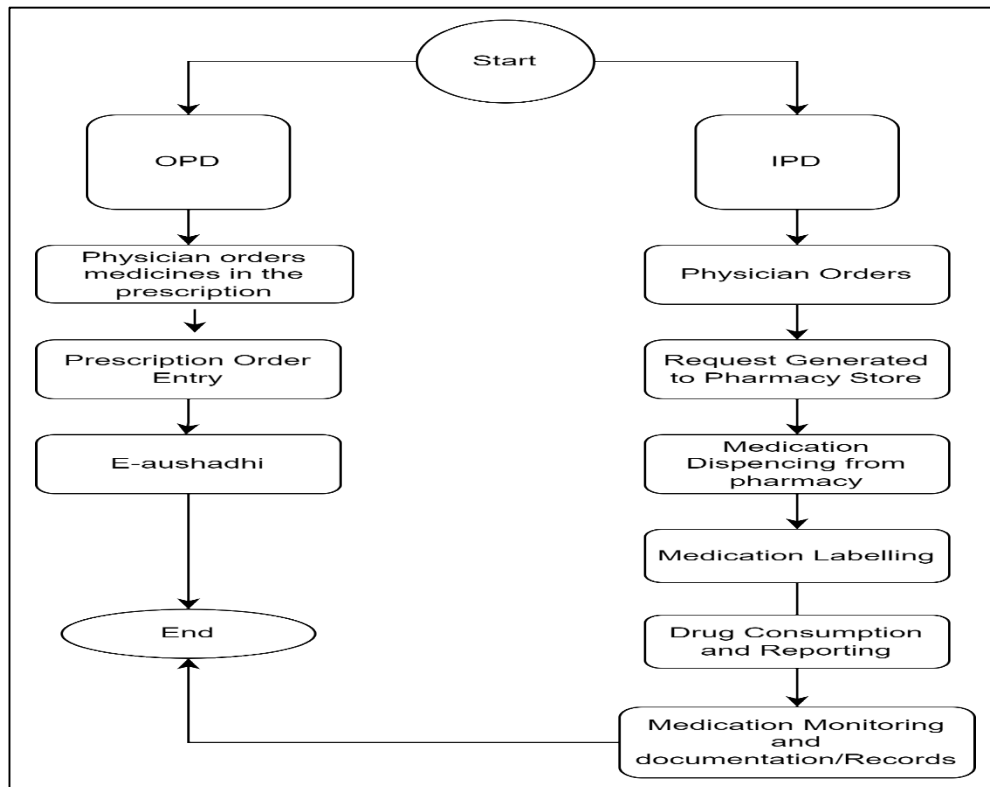 Start
OPD
Physician orders
medicines in the
prescription
Prescription Order
Entry
E-aushadhi
End
IPD
Physician Orders
Request Generated
to Pharmacy Store
Medication
Dispencing from
pharmacy
Medication Labelling
Drug Consumption
and Reporting
Medication Monitoring
and
documentation/Records